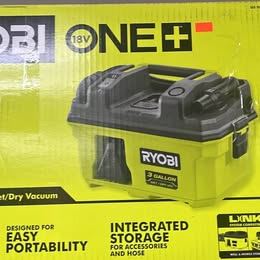 OBI 18V ONE+
RYOBI
3 GALLON
et/Dry Vacuum
DESIGNED FOR
EASY
PORTABILITY
INTEGRATED
STORAGE
FOR ACCESSORIES
AND HOSE
LINK